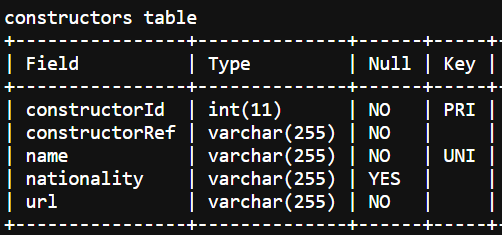 constructors table
+----------------+--------------+------+-----+-
| Field          | Type         | Null | Key |
+----------------+--------------+------+-----+-
| constructorId  | int(11)      | NO   | PRI |
| constructorRef | varchar(255) | NO   |     |
| name           | varchar(255) | NO   | UNI |
| nationality    | varchar(255) | YES  |     |
| url            | varchar(255) | NO   |     |
+----------------+--------------+------+-----+-